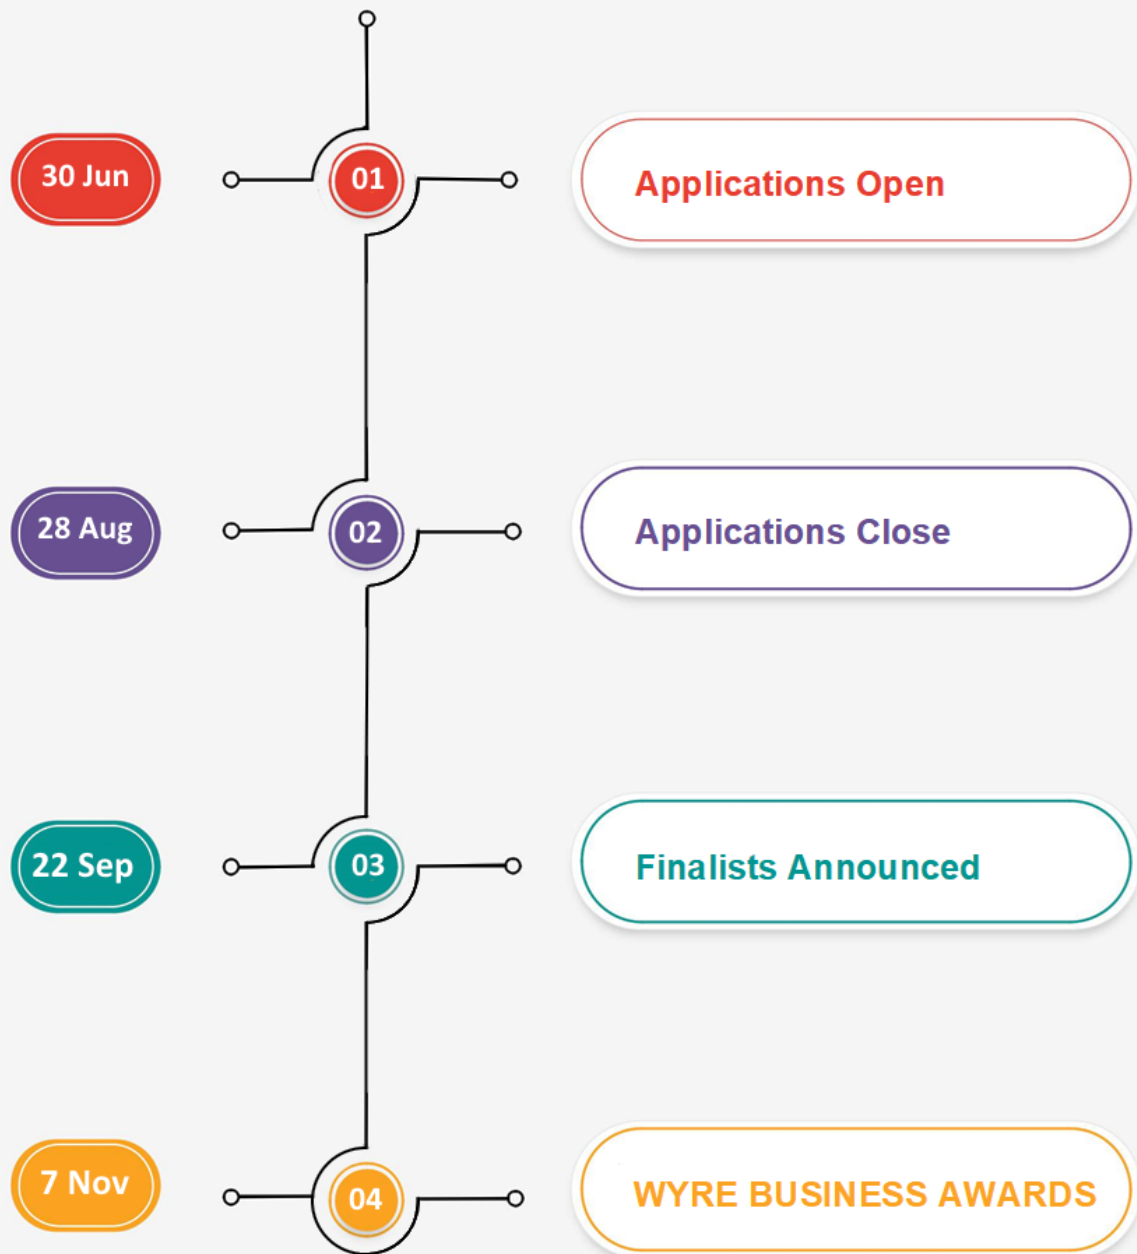 30 Jun
01
Applications Open
28 Aug
02
Applications Close
22 Sep
03
Finalists Announced
7 Nov
04
WYRE BUSINESS AWARDS